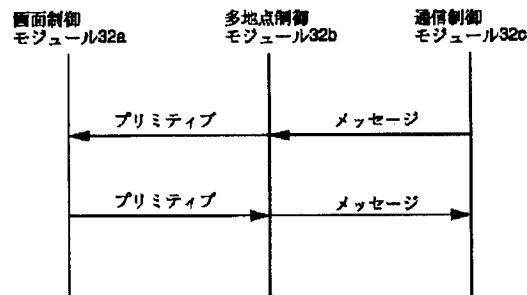 画面制御
モジュール32a
多地点制御
モジュール32b
通信制御
モジュール32c
プリミティブ
メッセージ
プリミティブ
メッセージ